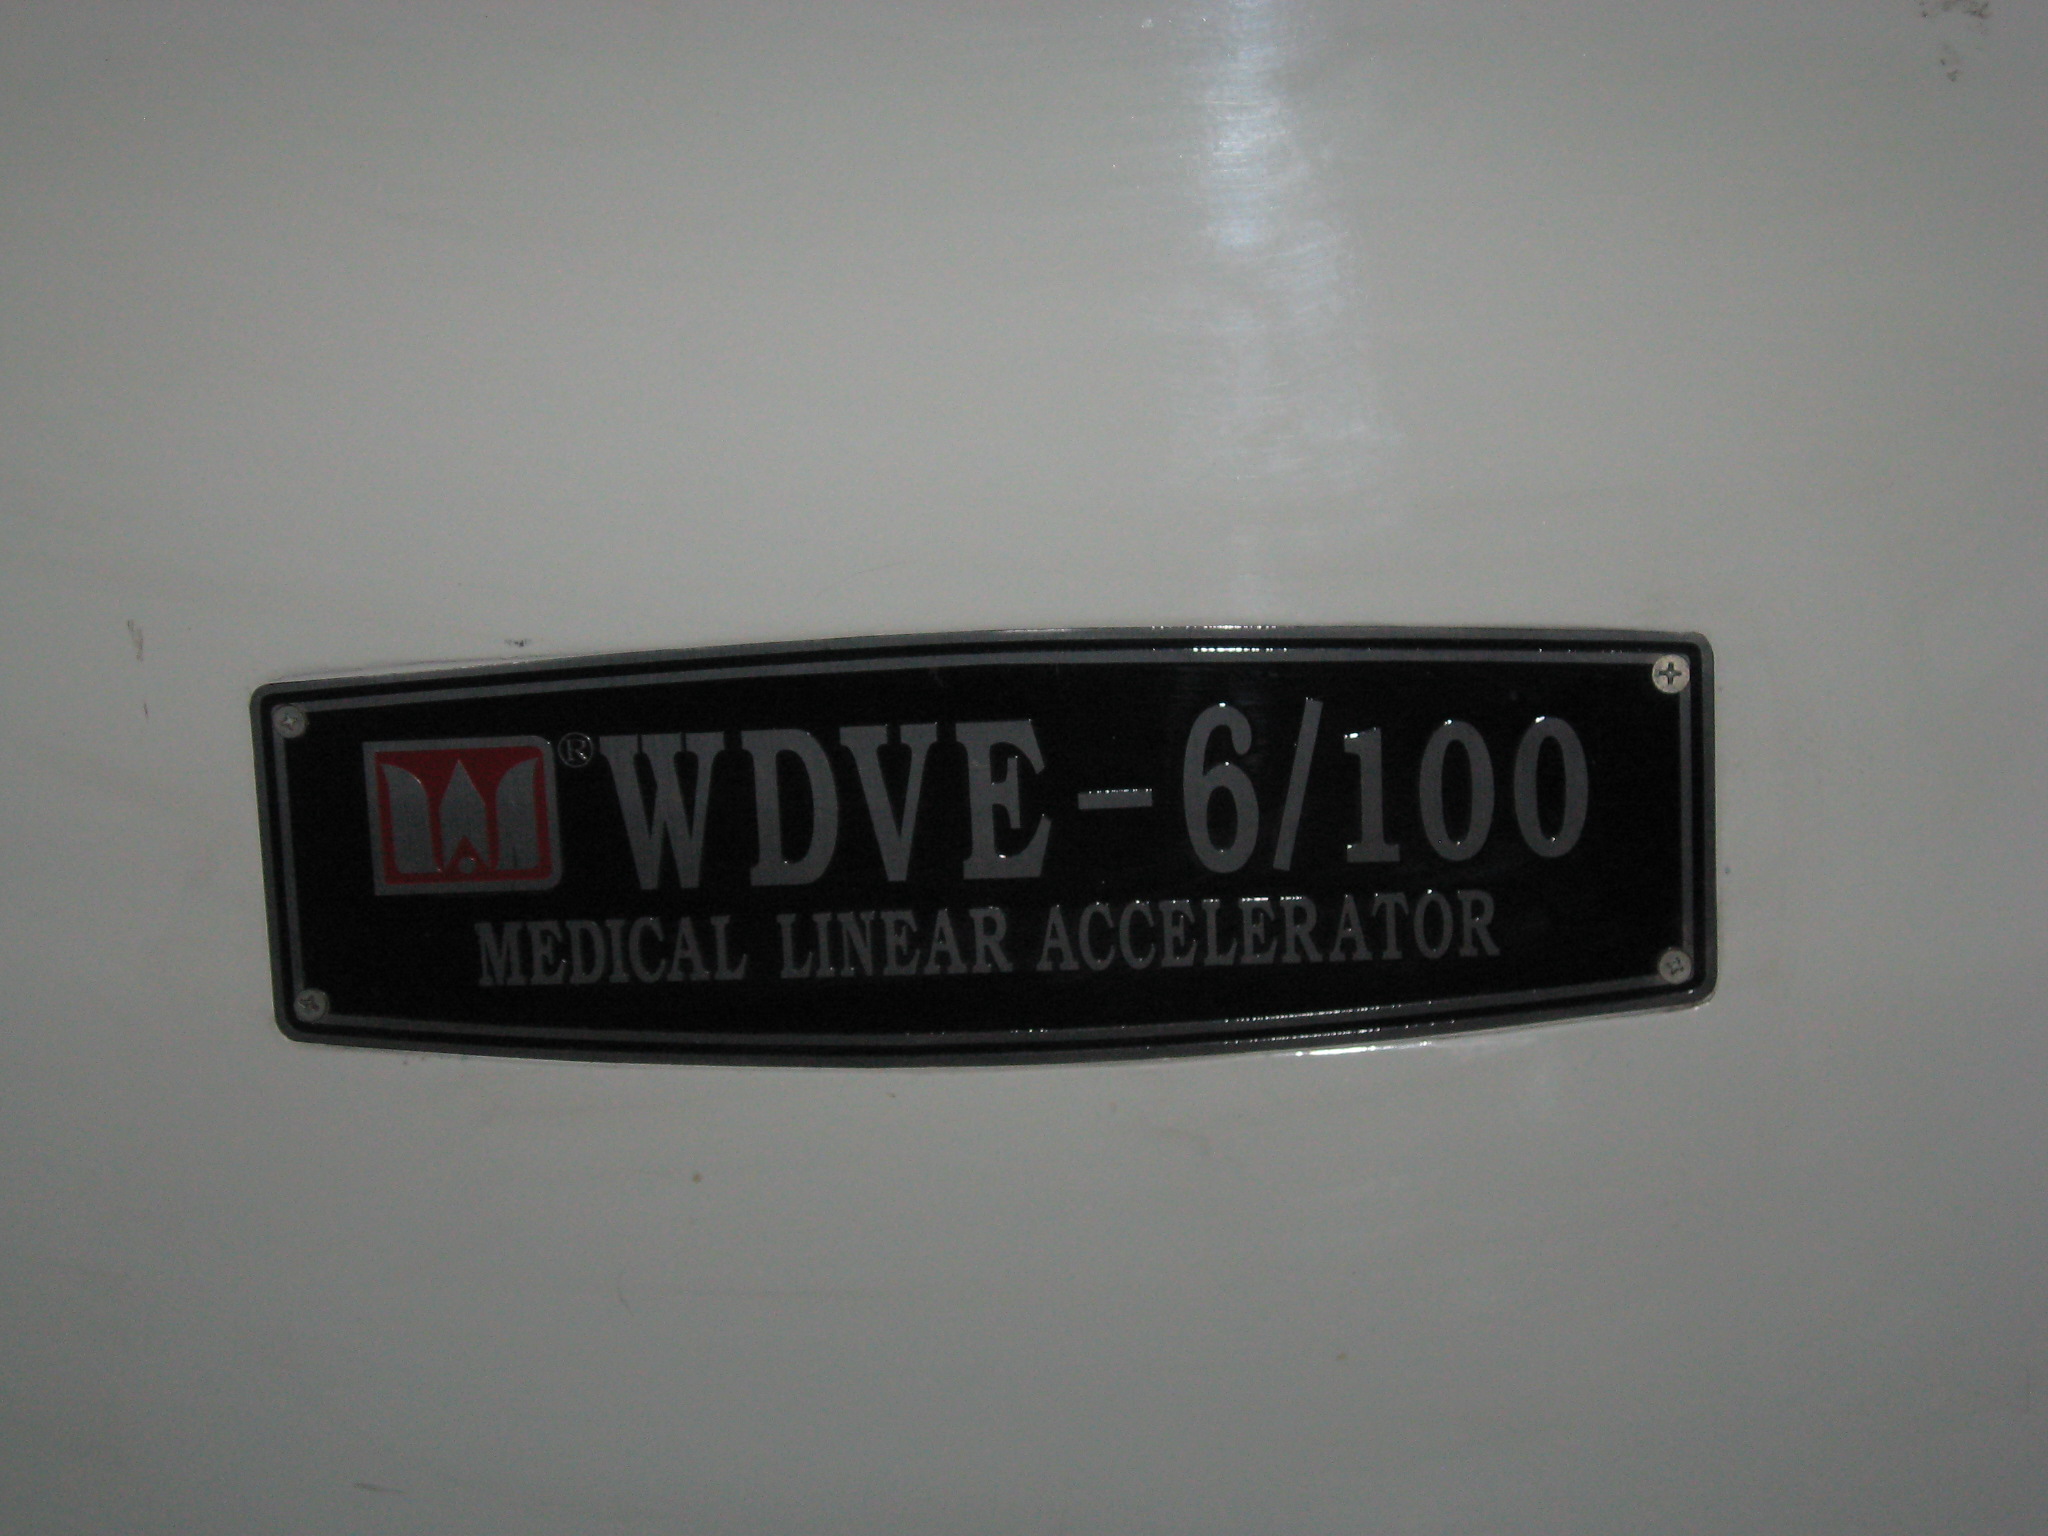 ® WDVE-6/100
MEDICAL LINEAR ACCELERATOR